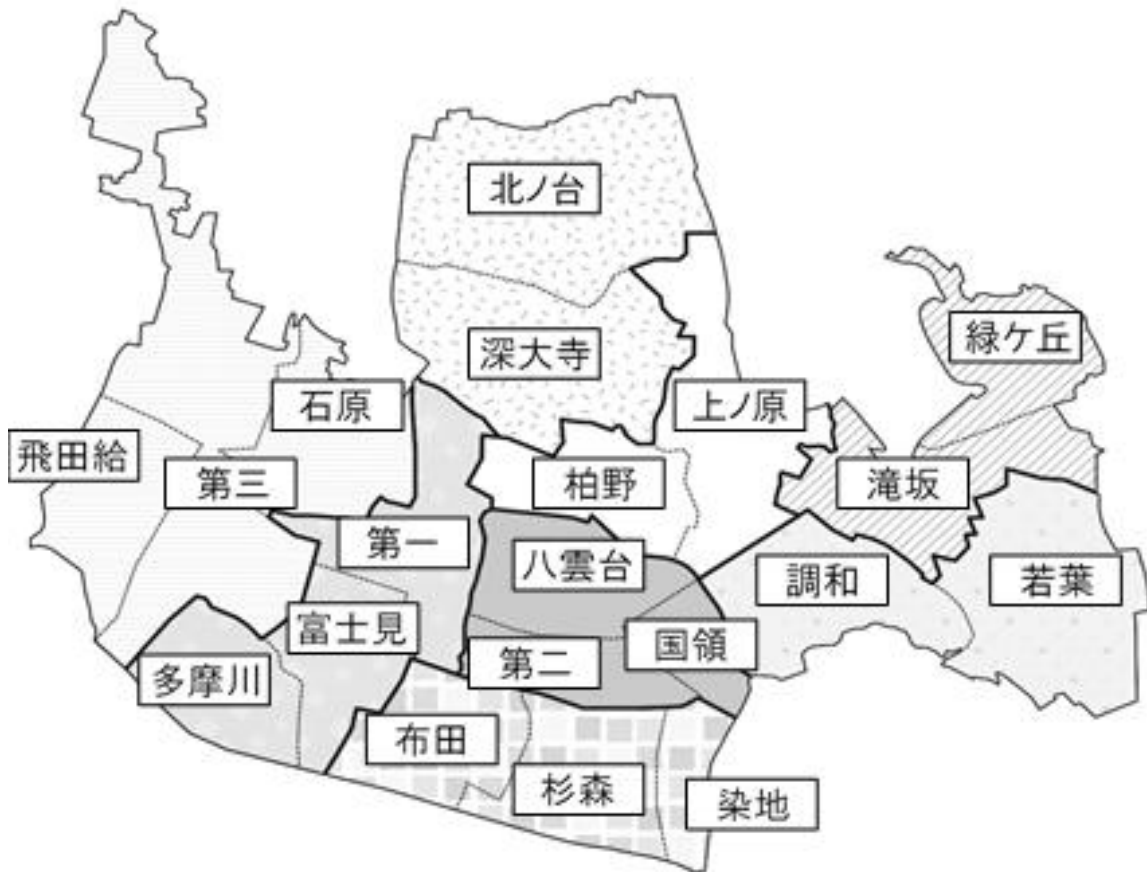 北ノ台
緑ケ丘
深大寺
石原
上ノ原
飛田給
第三
柏野
滝坂
第一
八雲台
調和
若葉
富士見
国領
第二
多摩川
布田
杉森
染地